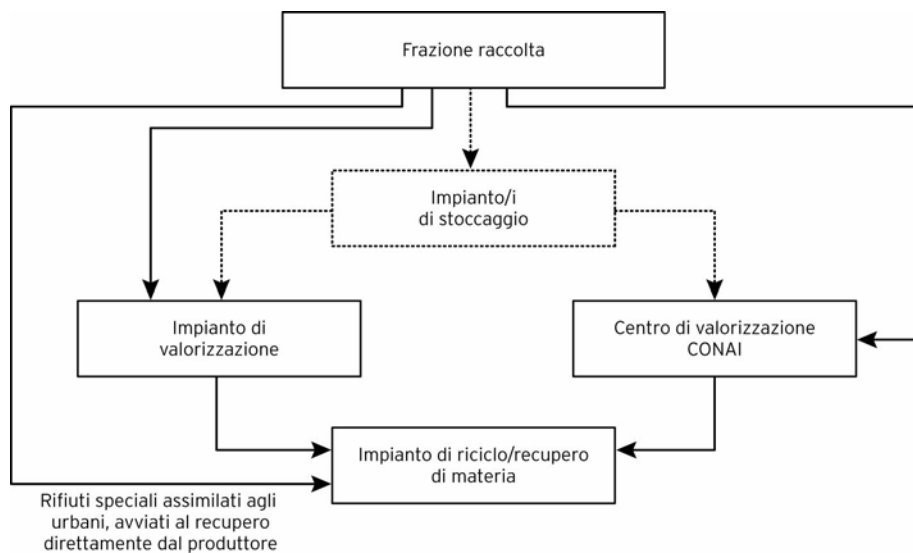 Frazione raccolta
Impianto/i
di stoccaggio
Impianto di
valorizzazione
Centro di valorizzazione
CONAI
Impianto di riciclo/recupero
di materia
Rifiuti speciali assimilati agli
urbani, avviati al recupero
direttamente dal produttore